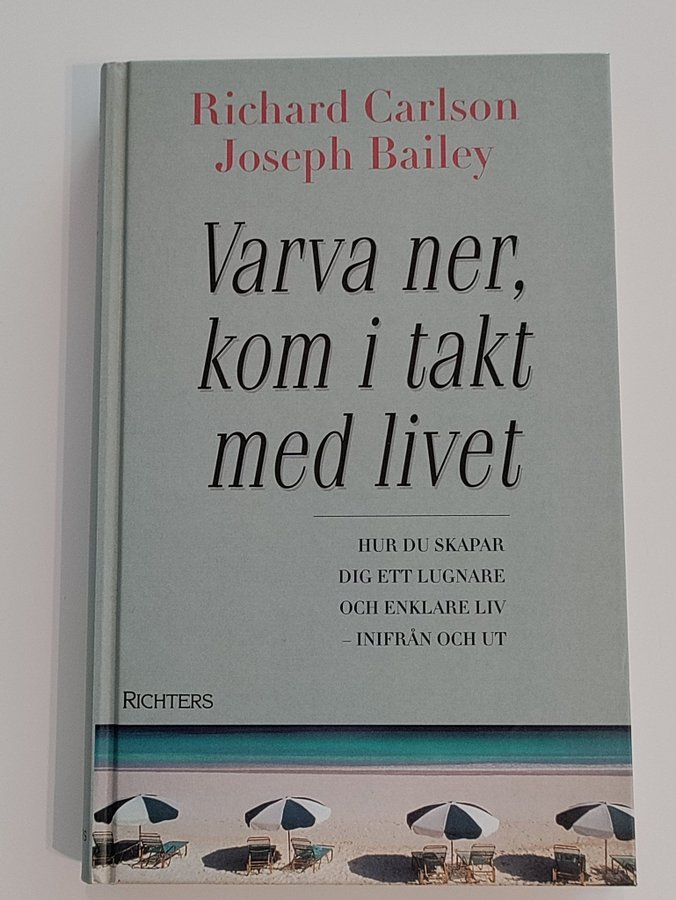 Richard Carlson
Joseph Bailey
Varva ner,
kom i takt
med livet
HUR DU SKAPAR
DIG ETT LUGNARE
OCH ENKLARE LIV
– INIFRÅN OCH UT
RICHTERS